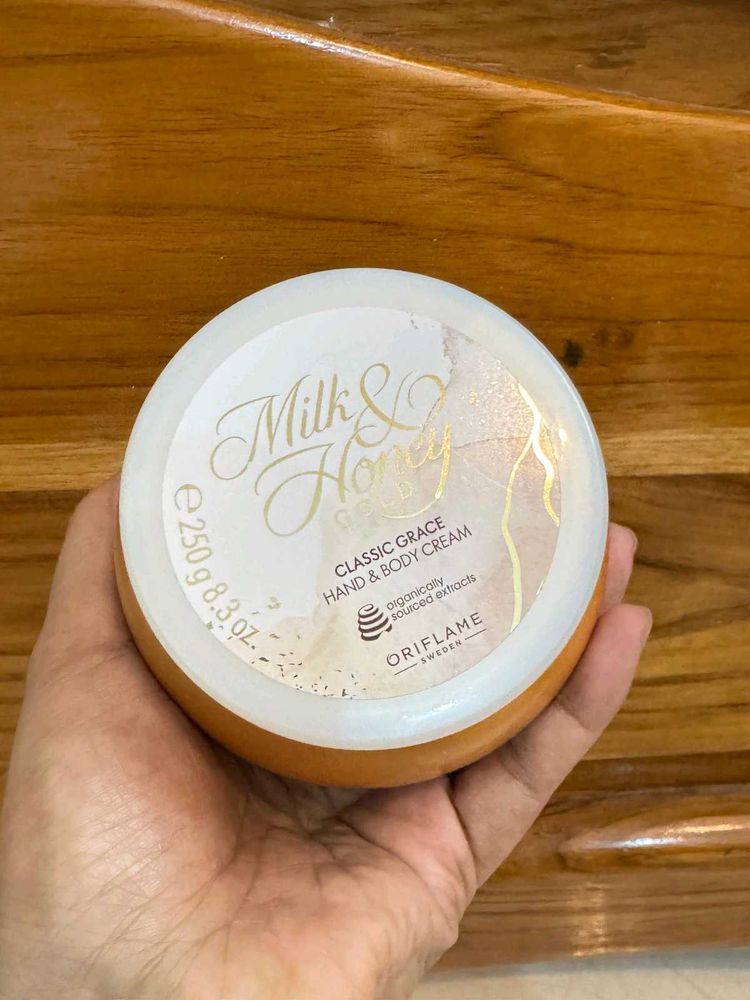 Milk &
Honey
GOLD
CLASSIC GRACE
HAND & BODY CREAM
organically
sourced extracts
ORIFLAME
SWEDEN
℮ 250 g 8.3 OZ.